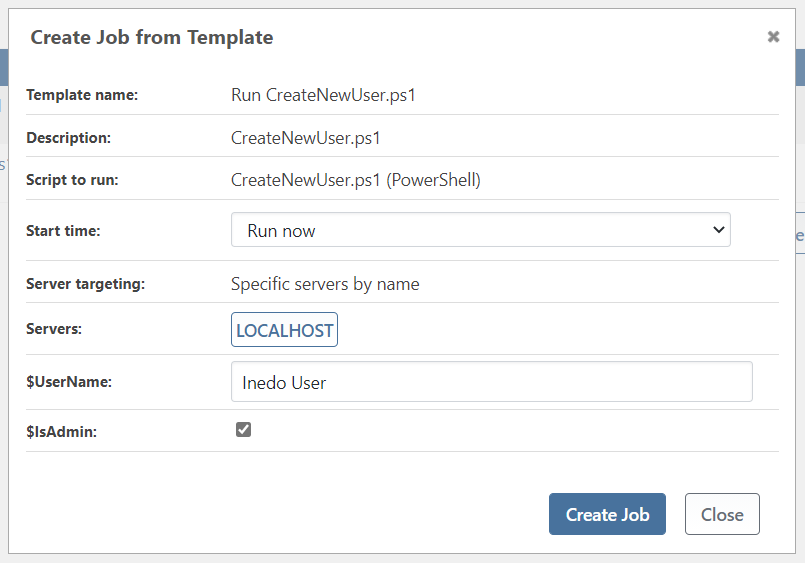 Create Job from Template
Template name: Run CreateNewUser.ps1
Description: CreateNewUser.ps1
Script to run: CreateNewUser.ps1 (PowerShell)
Start time: Run now
Server targeting: Specific servers by name
Servers: LOCALHOST
$UserName: Inedo User
$IsAdmin:
Create Job Close